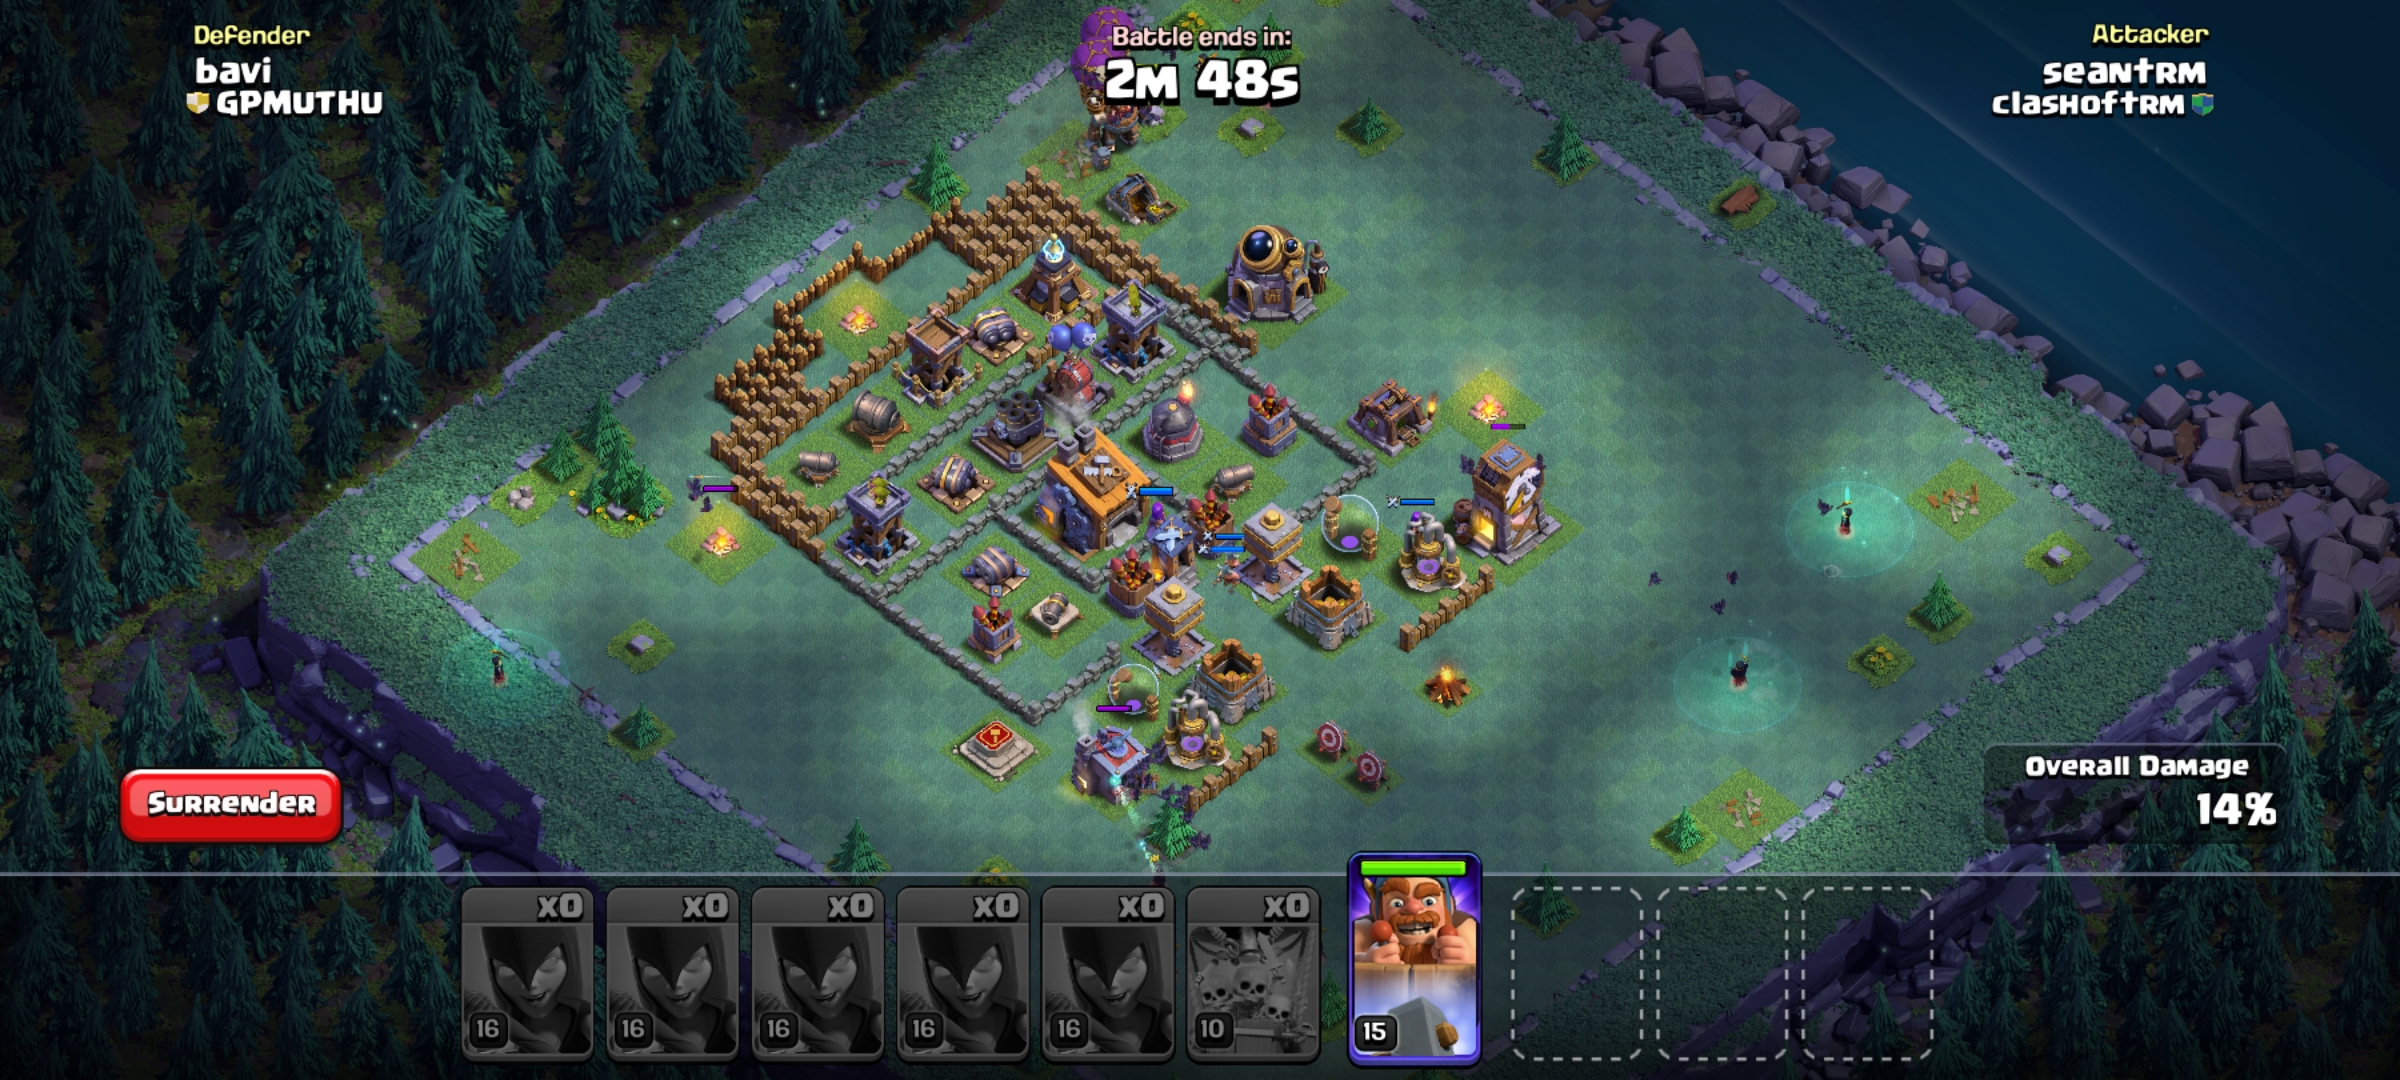 Defender
bavi
GPMUTHU
Battle ends in:
2M 48s
Attacker
seantRM
clashoftRM
Surrender
Overall Damage
14%
x0
x0
x0
x0
x0
x0
16
16
16
16
16
10
15